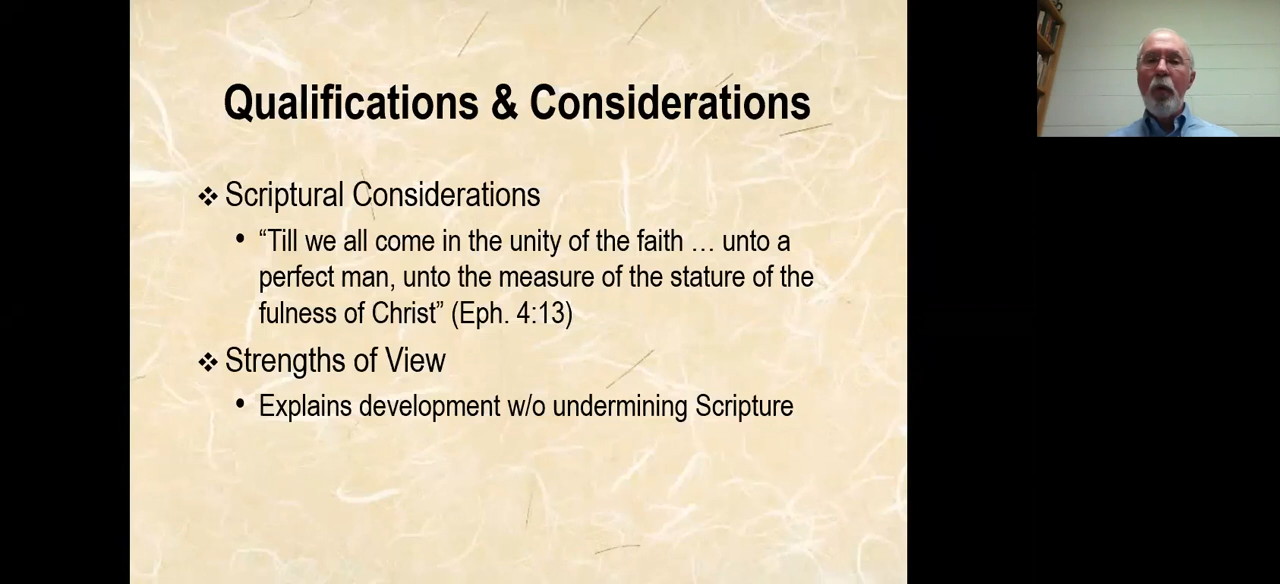 Qualifications & Considerations
❖ Scriptural Considerations
• “Till we all come in the unity of the faith … unto a
perfect man, unto the measure of the stature of the
fulness of Christ” (Eph. 4:13)
❖ Strengths of View
• Explains development w/o undermining Scripture